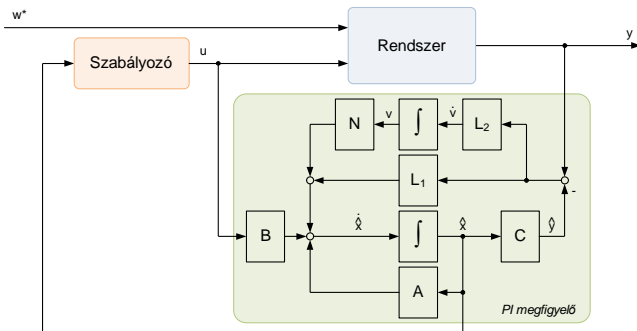 w*
Rendszer
y
Szabályozó
u
N
v
∫
v̇
L₂
L₁
-
B
x̂̇
∫
x̂
C
ŷ
A
PI megfigyelő